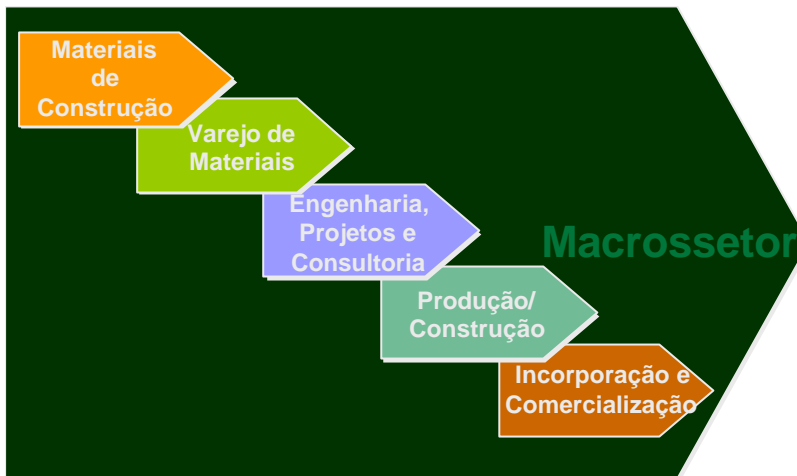 Materiais
de
Construção
Varejo de
Materiais
Engenharia,
Projetos e
Consultoria
Macrossetor
Produção/
Construção
Incorporação e
Comercialização